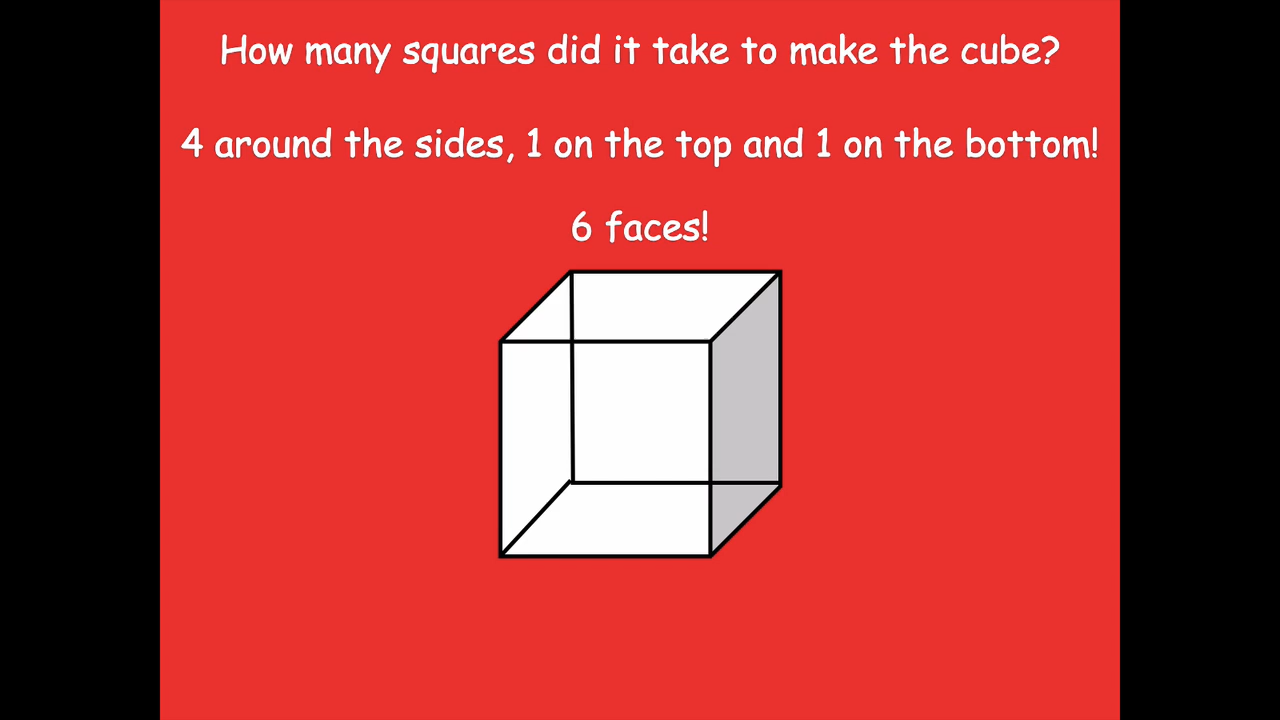 How many squares did it take to make the cube?
4 around the sides, 1 on the top and 1 on the bottom!
6 faces!